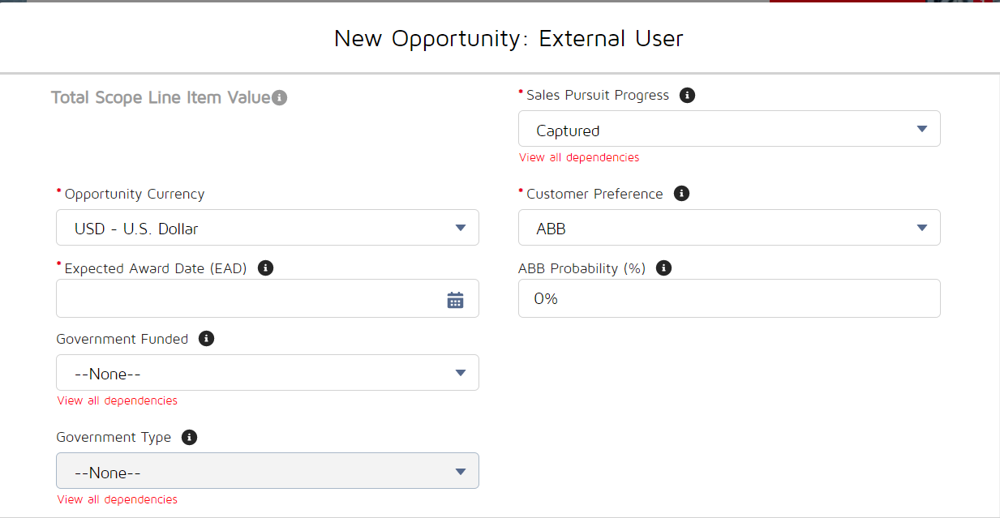 New Opportunity: External User
Total Scope Line Item Value
* Sales Pursuit Progress
Captured
View all dependencies
* Opportunity Currency
USD - U.S. Dollar
* Customer Preference
ABB
* Expected Award Date (EAD)
ABB Probability (%)
0%
Government Funded
--None--
View all dependencies
Government Type
--None--
View all dependencies